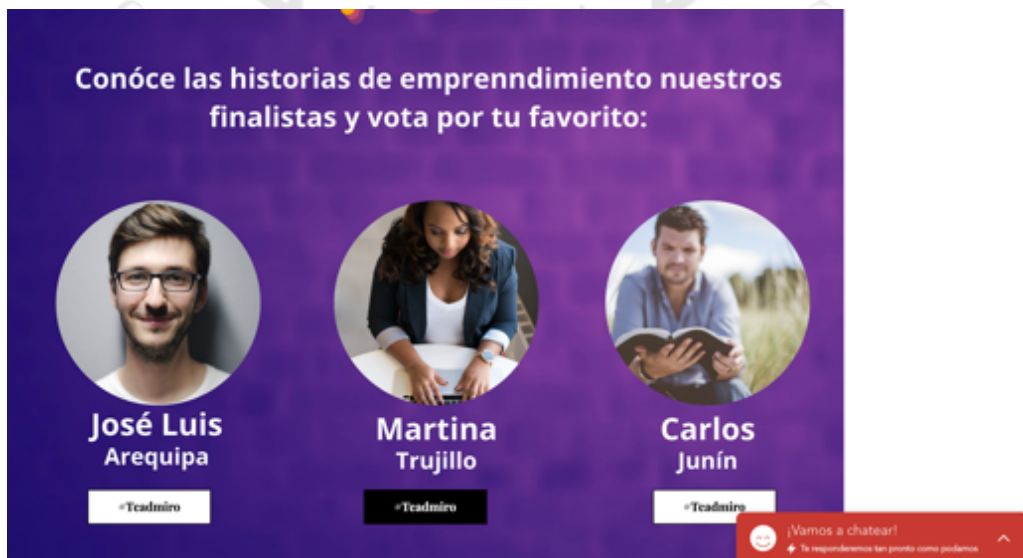 Conóce las historias de emprenndimiento nuestros
finalistas y vota por tu favorito:
José Luis
Arequipa
#Teadmiro
Martina
Trujillo
#Teadmiro
Carlos
Junín
#Teadmiro
¡Vamos a chatear!
Te responderemos tan pronto como podamos